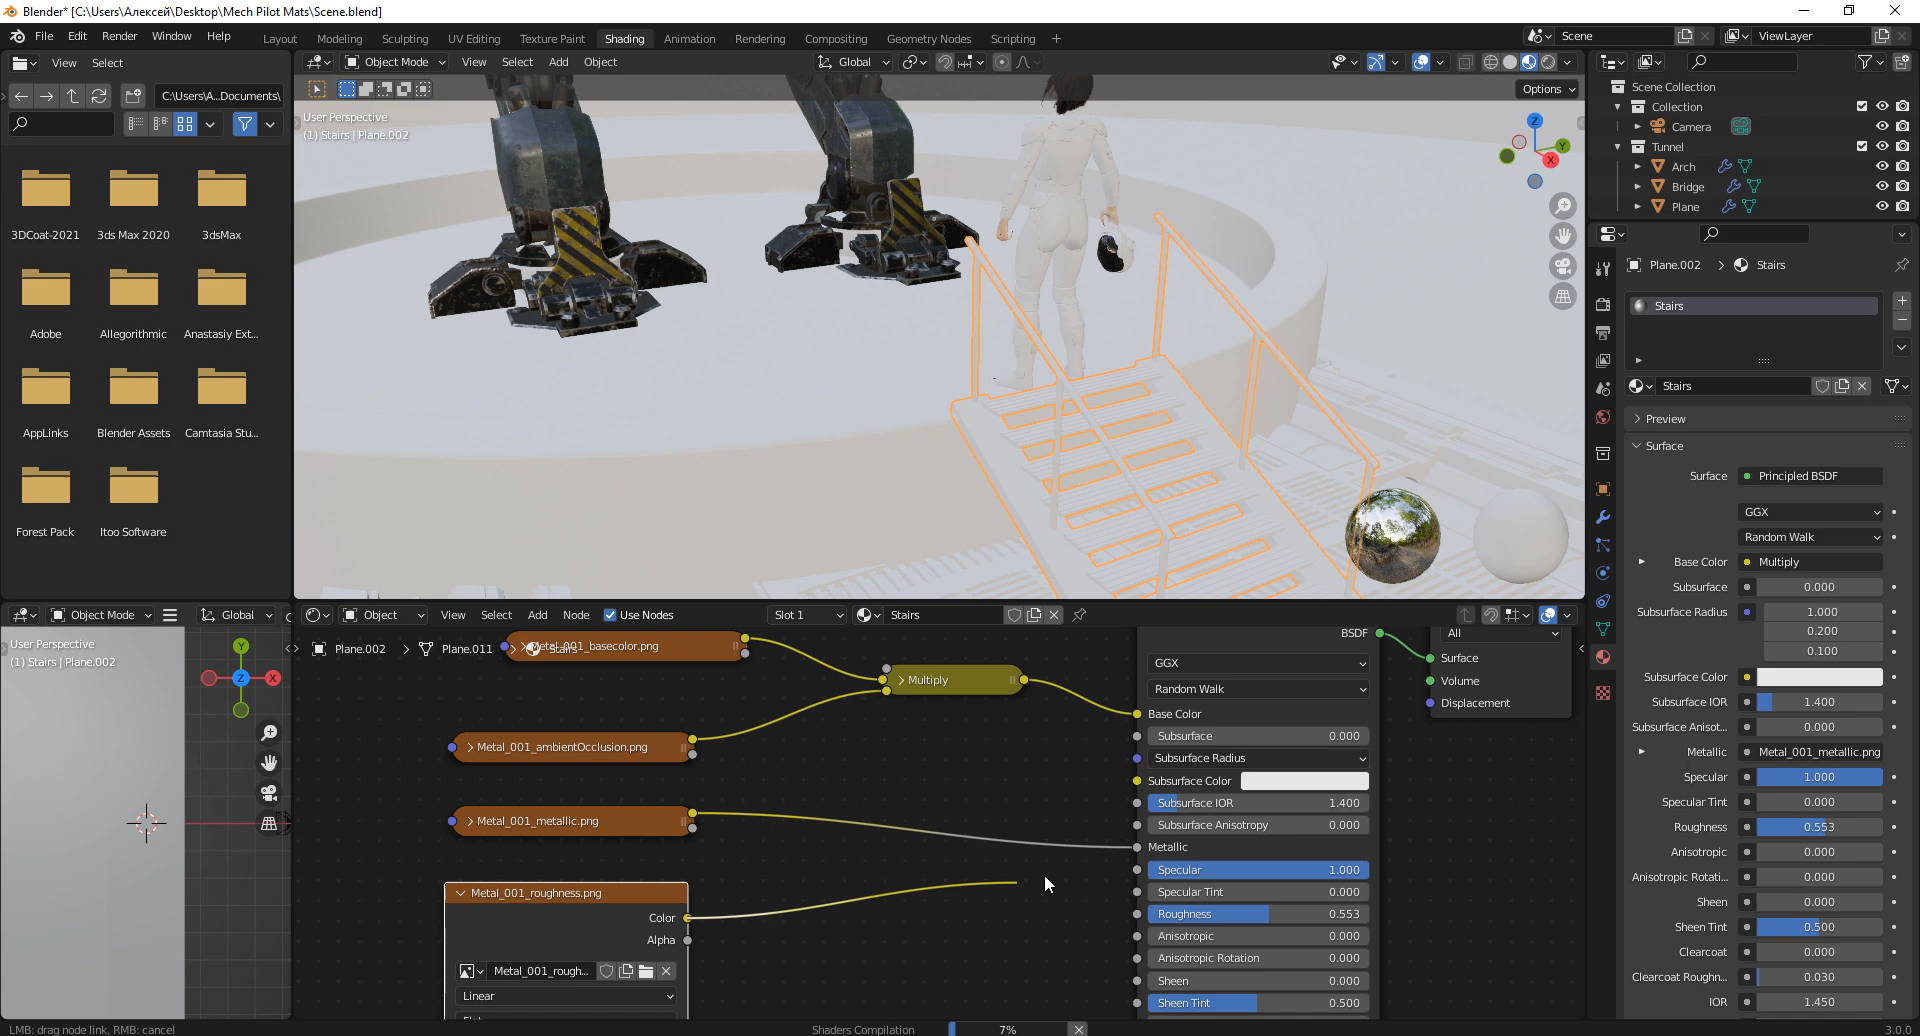 Blender* [C:\Users\Алексей\Desktop\Mech Pilot Mats\Scene.blend]
File Edit Render Window Help
Layout Modeling Sculpting UV Editing Texture Paint Shading Animation Rendering Compositing Geometry Nodes Scripting +
Scene
ViewLayer
View Select
C:\Users\A...Documents\
3DCoat-2021 3ds Max 2020 3dsMax
Adobe Allegorithmic Anastasiy Ext...
AppLinks Blender Assets Camtasia Stu...
Forest Pack Itoo Software
Object Mode View Select Add Object
Global
Options
User Perspective
(1) Stairs | Plane.002
Z
Y
X
Scene Collection
Collection
Camera
Tunnel
Arch
Bridge
Plane
Plane.002 > Stairs
Stairs
Stairs
Preview
Surface
Surface Principled BSDF
GGX
Random Walk
Base Color Multiply
Subsurface 0.000
Subsurface Radius 1.000
0.200
0.100
Subsurface Color
Subsurface IOR 1.400
Subsurface Anisot... 0.000
Metallic Metal_001_metallic.png
Specular 1.000
Specular Tint 0.000
Roughness 0.553
Anisotropic 0.000
Anisotropic Rotati... 0.000
Sheen 0.000
Sheen Tint 0.500
Clearcoat 0.000
Clearcoat Roughn... 0.030
IOR 1.450
Object Mode Global
User Perspective
(1) Stairs | Plane.002
Y
Z
X
Object View Select Add Node Use Nodes
Slot 1
Stairs
Plane.002 > Plane.011 > Stairs
Metal_001_basecolor.png
Multiply
Metal_001_ambientOcclusion.png
Metal_001_metallic.png
Metal_001_roughness.png
Color
Alpha
Metal_001_rough...
Linear
BSDF
GGX
Random Walk
Base Color
Subsurface 0.000
Subsurface Radius
Subsurface Color
Subsurface IOR 1.400
Subsurface Anisotropy 0.000
Metallic
Specular 1.000
Specular Tint 0.000
Roughness 0.553
Anisotropic 0.000
Anisotropic Rotation 0.000
Sheen 0.000
Sheen Tint 0.500
All
Surface
Volume
Displacement
LMB: drag node link, RMB: cancel
Shaders Compilation 7%
3.0.0